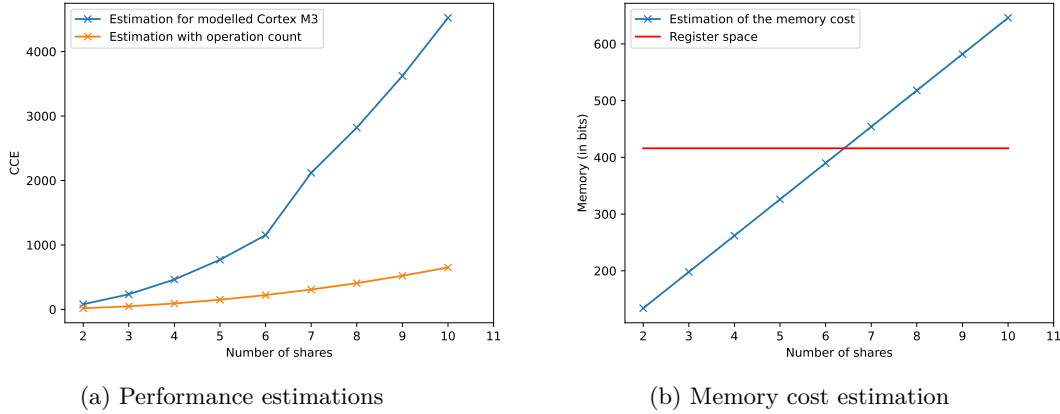 Estimation for modelled Cortex M3
Estimation with operation count
4000
3000
2000
1000
0
CCE
2 3 4 5 6 7 8 9 10 11
Number of shares
(a) Performance estimations
Estimation of the memory cost
Register space
600
500
400
300
200
Memory (in bits)
2 3 4 5 6 7 8 9 10 11
Number of shares
(b) Memory cost estimation